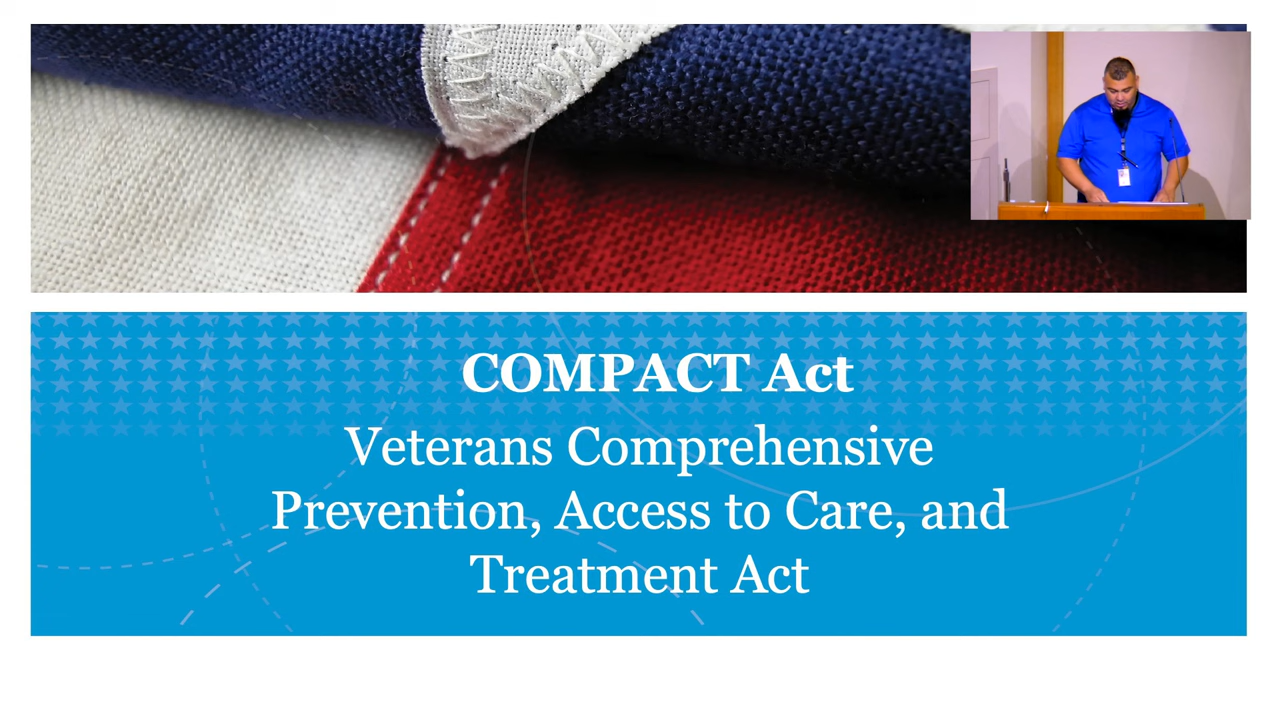 COMPACT Act
Veterans Comprehensive
Prevention, Access to Care, and
Treatment Act